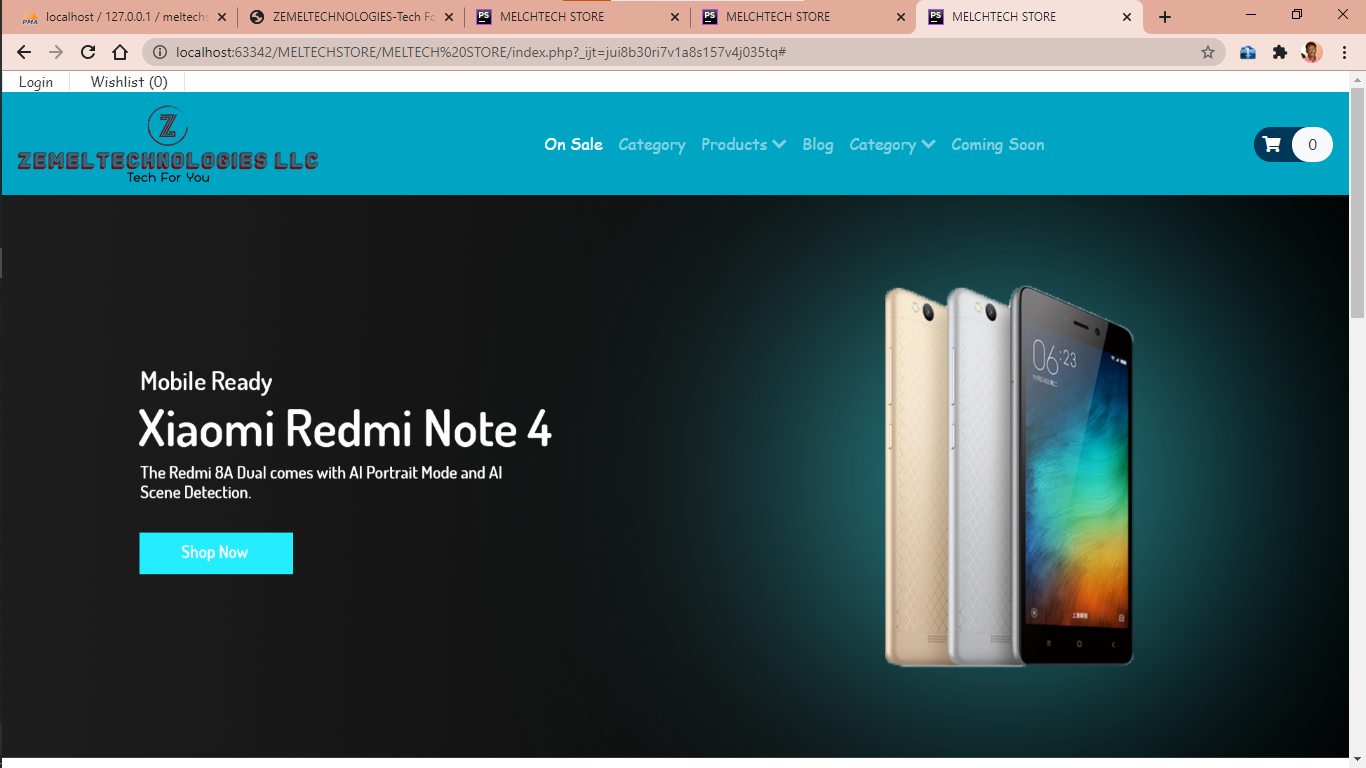 localhost / 127.0.0.1 / meltechs
ZEMELTECHNOLOGIES-Tech Fo
MELCHTECH STORE
MELCHTECH STORE
MELCHTECH STORE
localhost:63342/MELTECHSTORE/MELTECH%20STORE/index.php?_ijt=jui8b30ri7v1a8s157v4j035tq#
Login
Wishlist (0)
Z
ZEMELTECHNOLOGIES LLC
Tech For You
On Sale
Category
Products
Blog
Category
Coming Soon
0
Mobile Ready
Xiaomi Redmi Note 4
The Redmi 8A Dual comes with AI Portrait Mode and AI
Scene Detection.
Shop Now
06:23